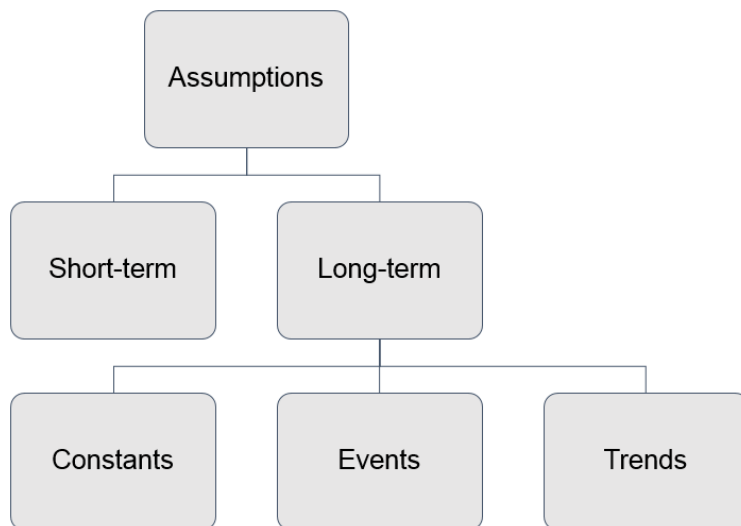 Assumptions
Short-term
Long-term
Constants
Events
Trends